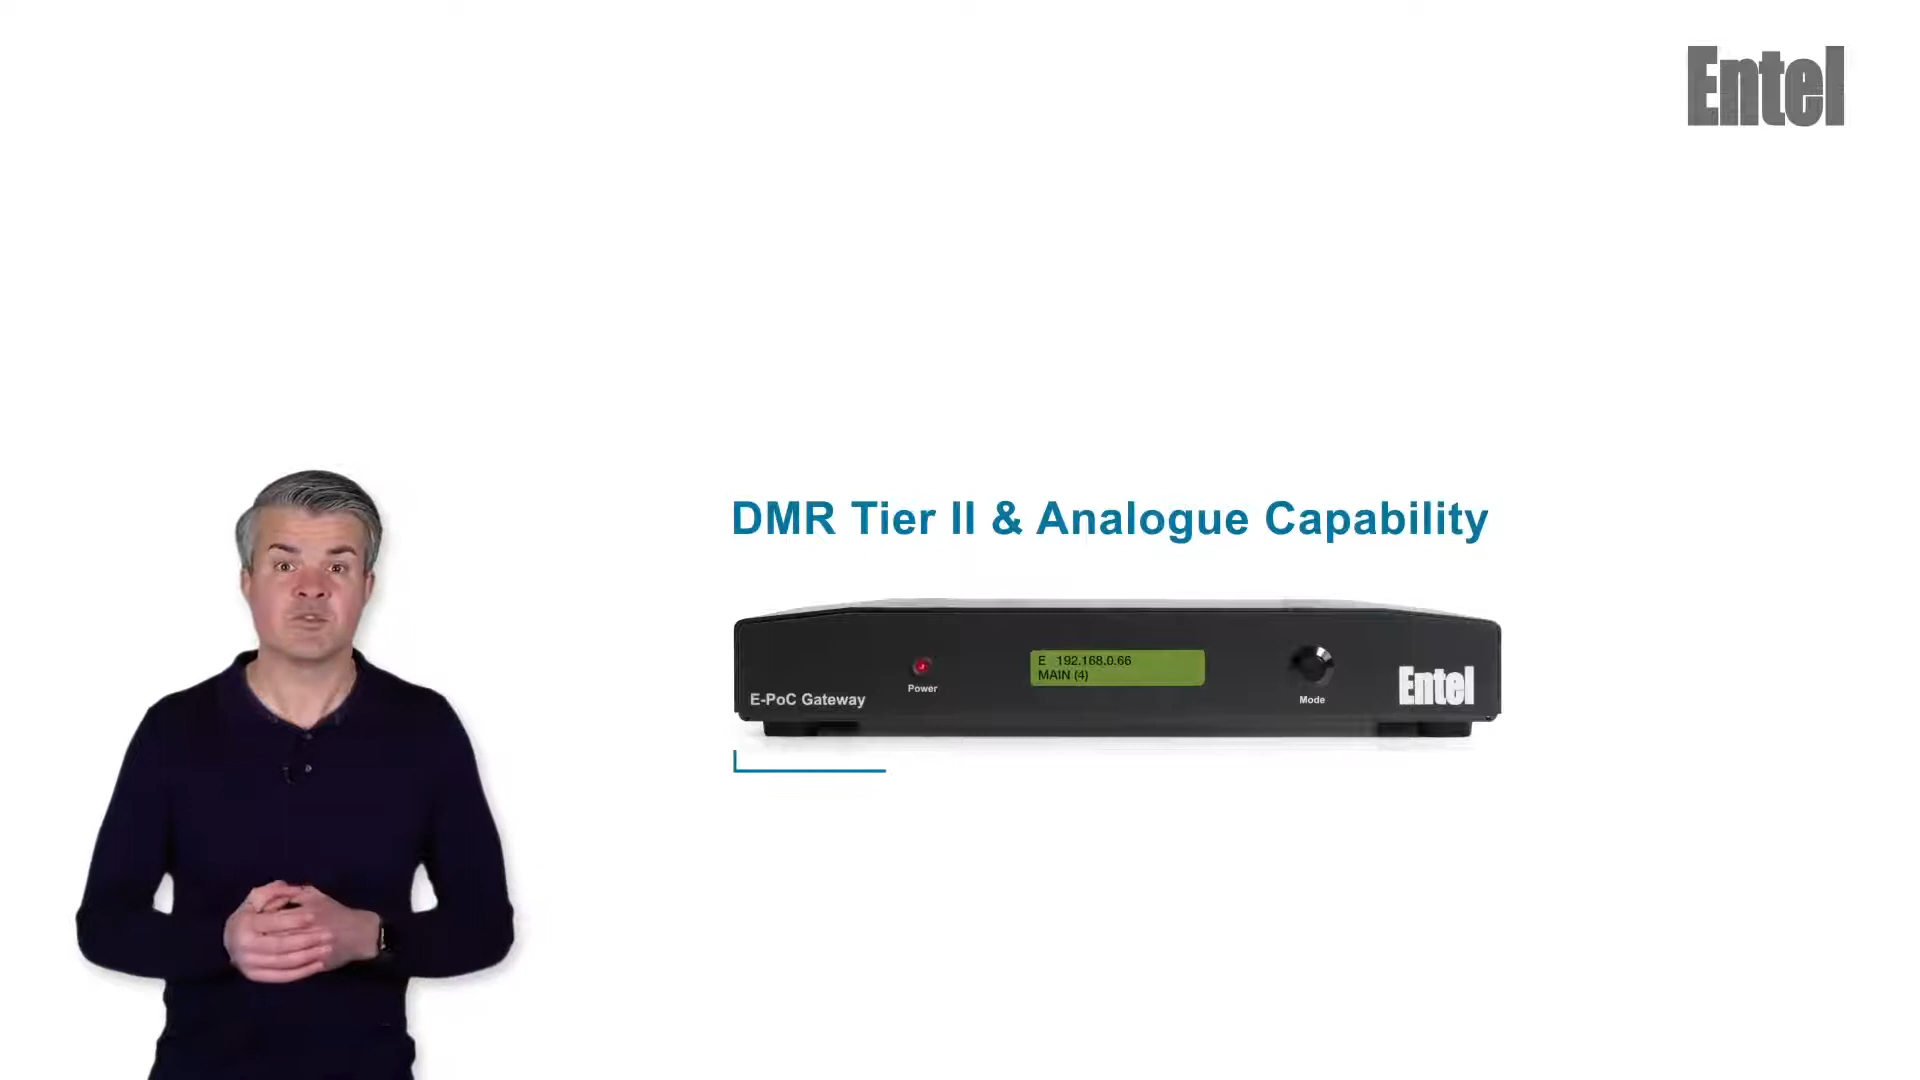 Entel
DMR Tier II & Analogue Capability
E 192.168.0.66
MAIN (4)
Power
Mode
E-PoC Gateway
Entel